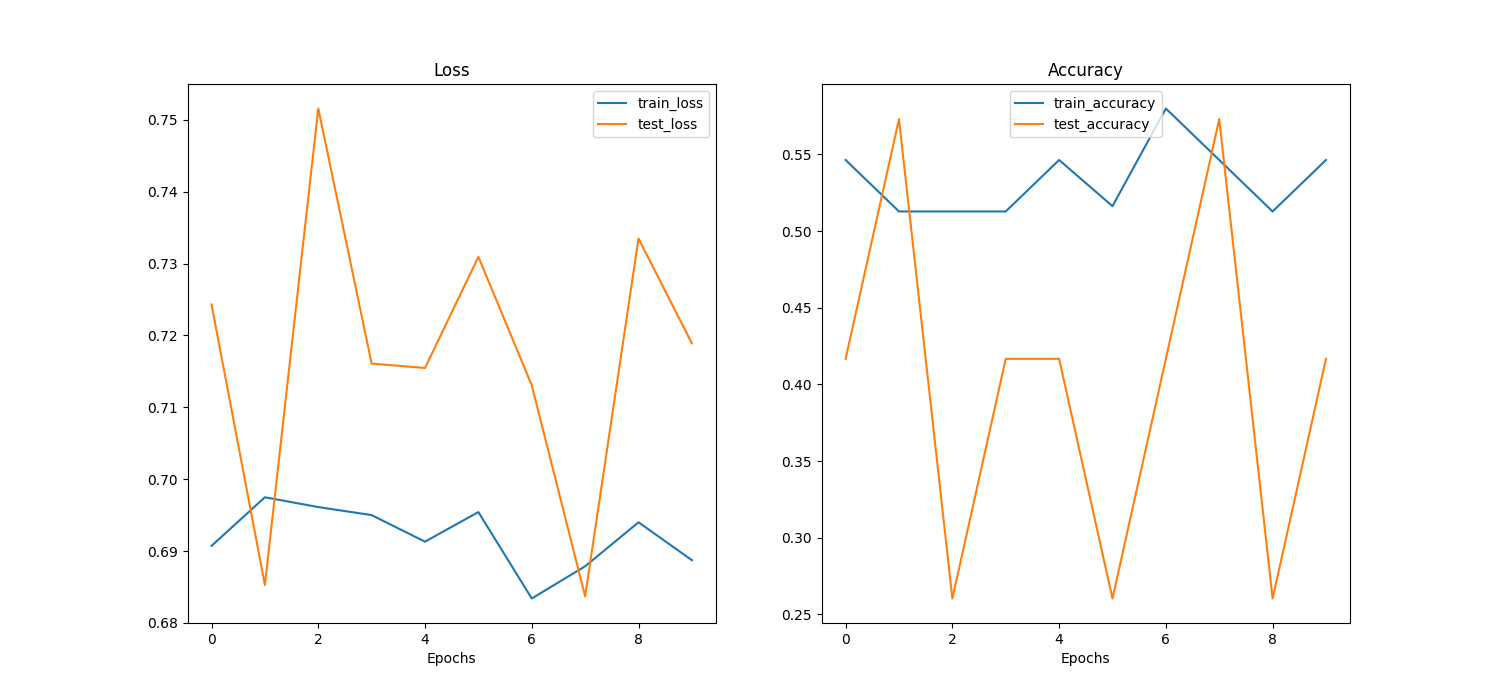 Loss
train_loss
test_loss
0.75
0.74
0.73
0.72
0.71
0.70
0.69
0.68
0 2 4 6 8
Epochs
Accuracy
train_accuracy
test_accuracy
0.55
0.50
0.45
0.40
0.35
0.30
0.25
0 2 4 6 8
Epochs